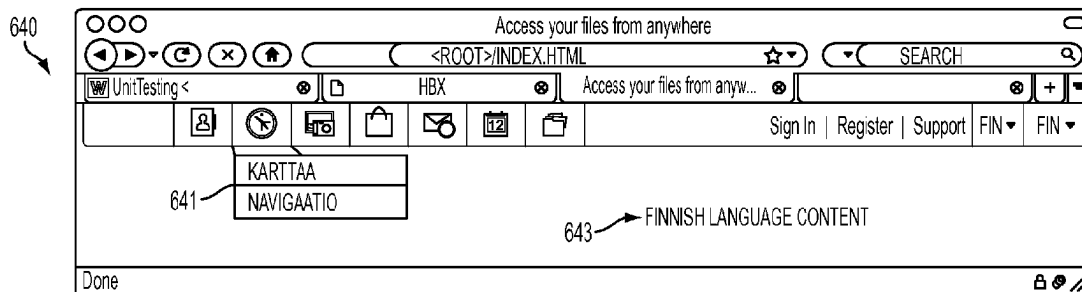 640
Access your files from anywhere
<ROOT>/INDEX.HTML
SEARCH
W UnitTesting <
HBX
Access your files from anyw...
12
Sign In | Register | Support
FIN
FIN
KARTTAA
641
NAVIGAATIO
643
FINNISH LANGUAGE CONTENT
Done